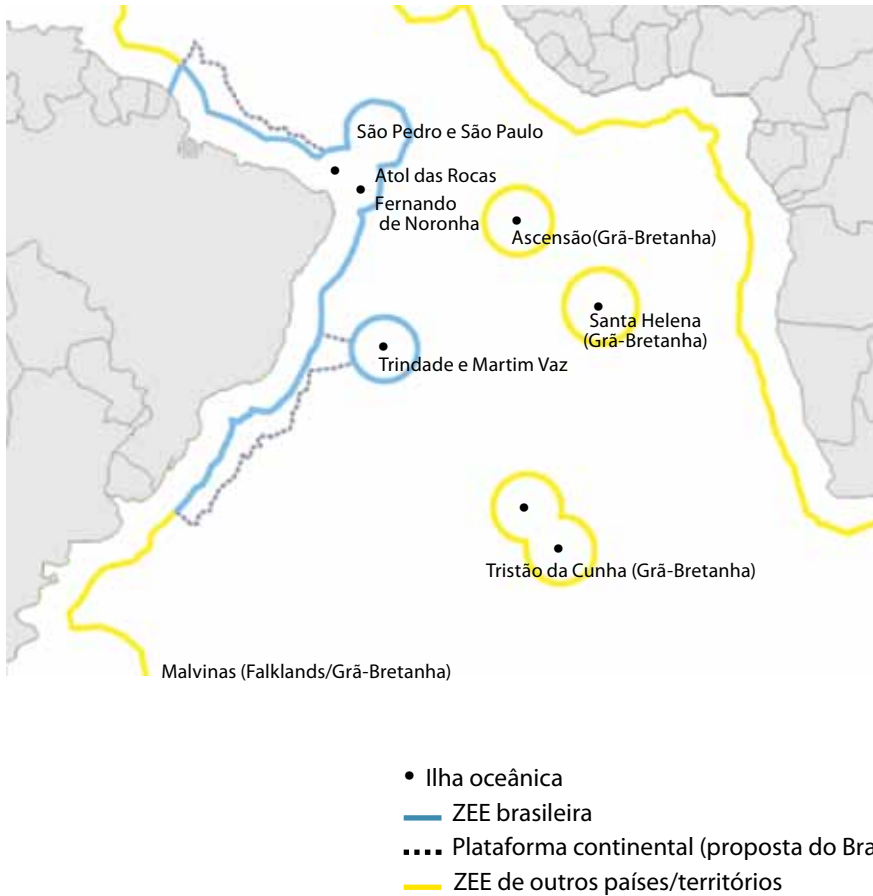 São Pedro e São Paulo
Atol das Rocas
Fernando
de Noronha
Ascensão(Grã-Bretanha)
Santa Helena
(Grã-Bretanha)
Trindade e Martim Vaz
Tristão da Cunha (Grã-Bretanha)
Malvinas (Falklands/Grã-Bretanha)
Ilha oceânica
ZEE brasileira
Plataforma continental (proposta do Bra
ZEE de outros países/territórios